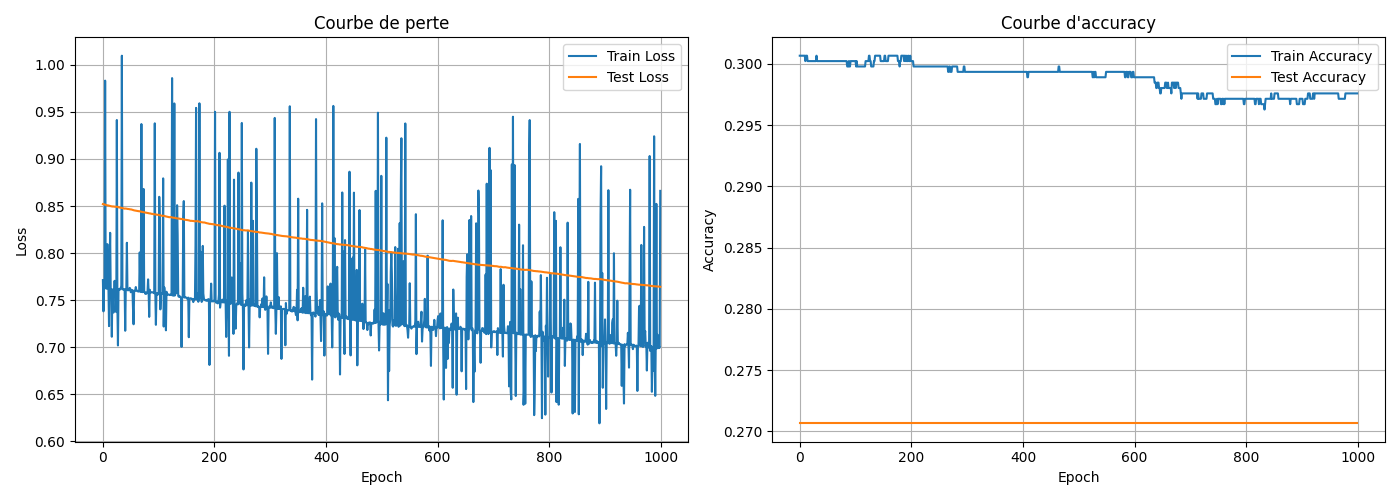 Courbe de perte
Train Loss
Test Loss
Loss
1.00
0.95
0.90
0.85
0.80
0.75
0.70
0.65
0.60
0
200
400
600
800
1000
Epoch
Courbe d'accuracy
Train Accuracy
Test Accuracy
Accuracy
0.300
0.295
0.290
0.285
0.280
0.275
0.270
0
200
400
600
800
1000
Epoch